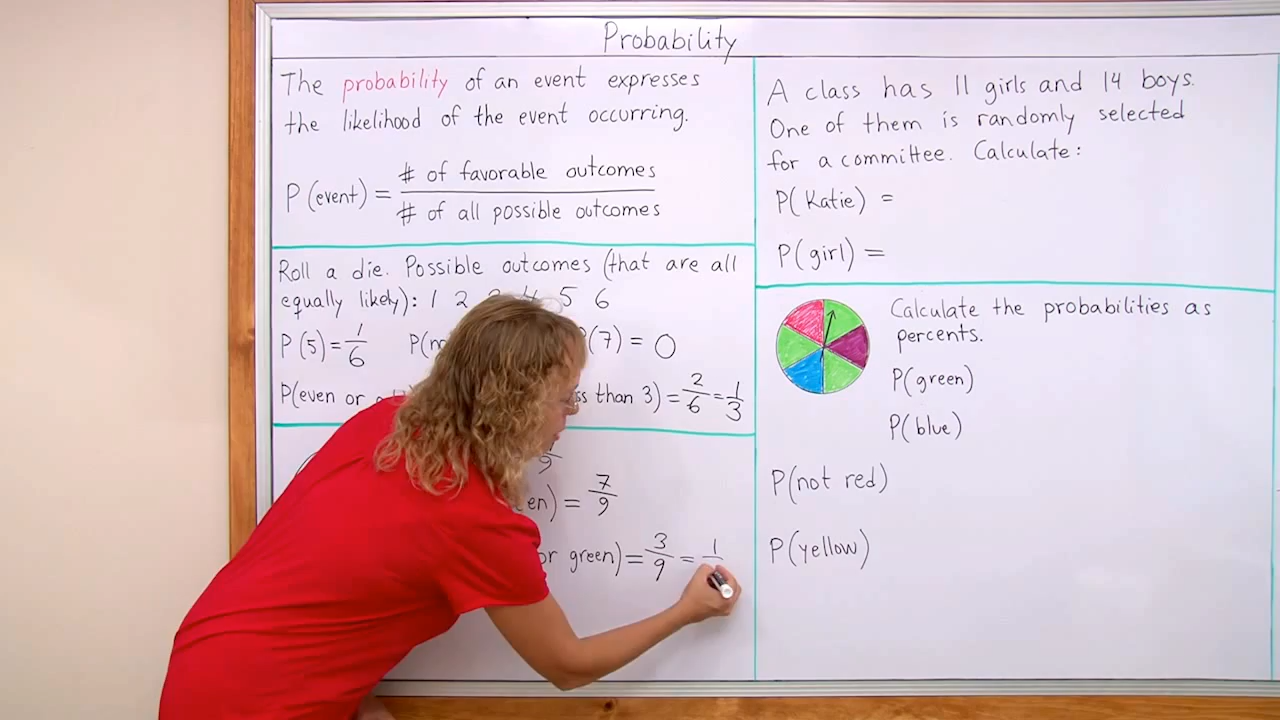 Probability
The probability of an event expresses
the likelihood of the event occurring.
P(event) = # of favorable outcomes
# of all possible outcomes
Roll a die. Possible outcomes (that are all
equally likely): 1 2 3 4 5 6
P(5) = 1/6 (7) = 0
P(even or than 3) = 2/6 = 1/3
9
en) = 7/9
or green) = 3/9 = 1
A class has 11 girls and 14 boys.
One of them is randomly selected
for a committee. Calculate:
P(Katie) =
P(girl) =
Calculate the probabilities as
percents.
P(green)
P(blue)
P(not red)
P(yellow)